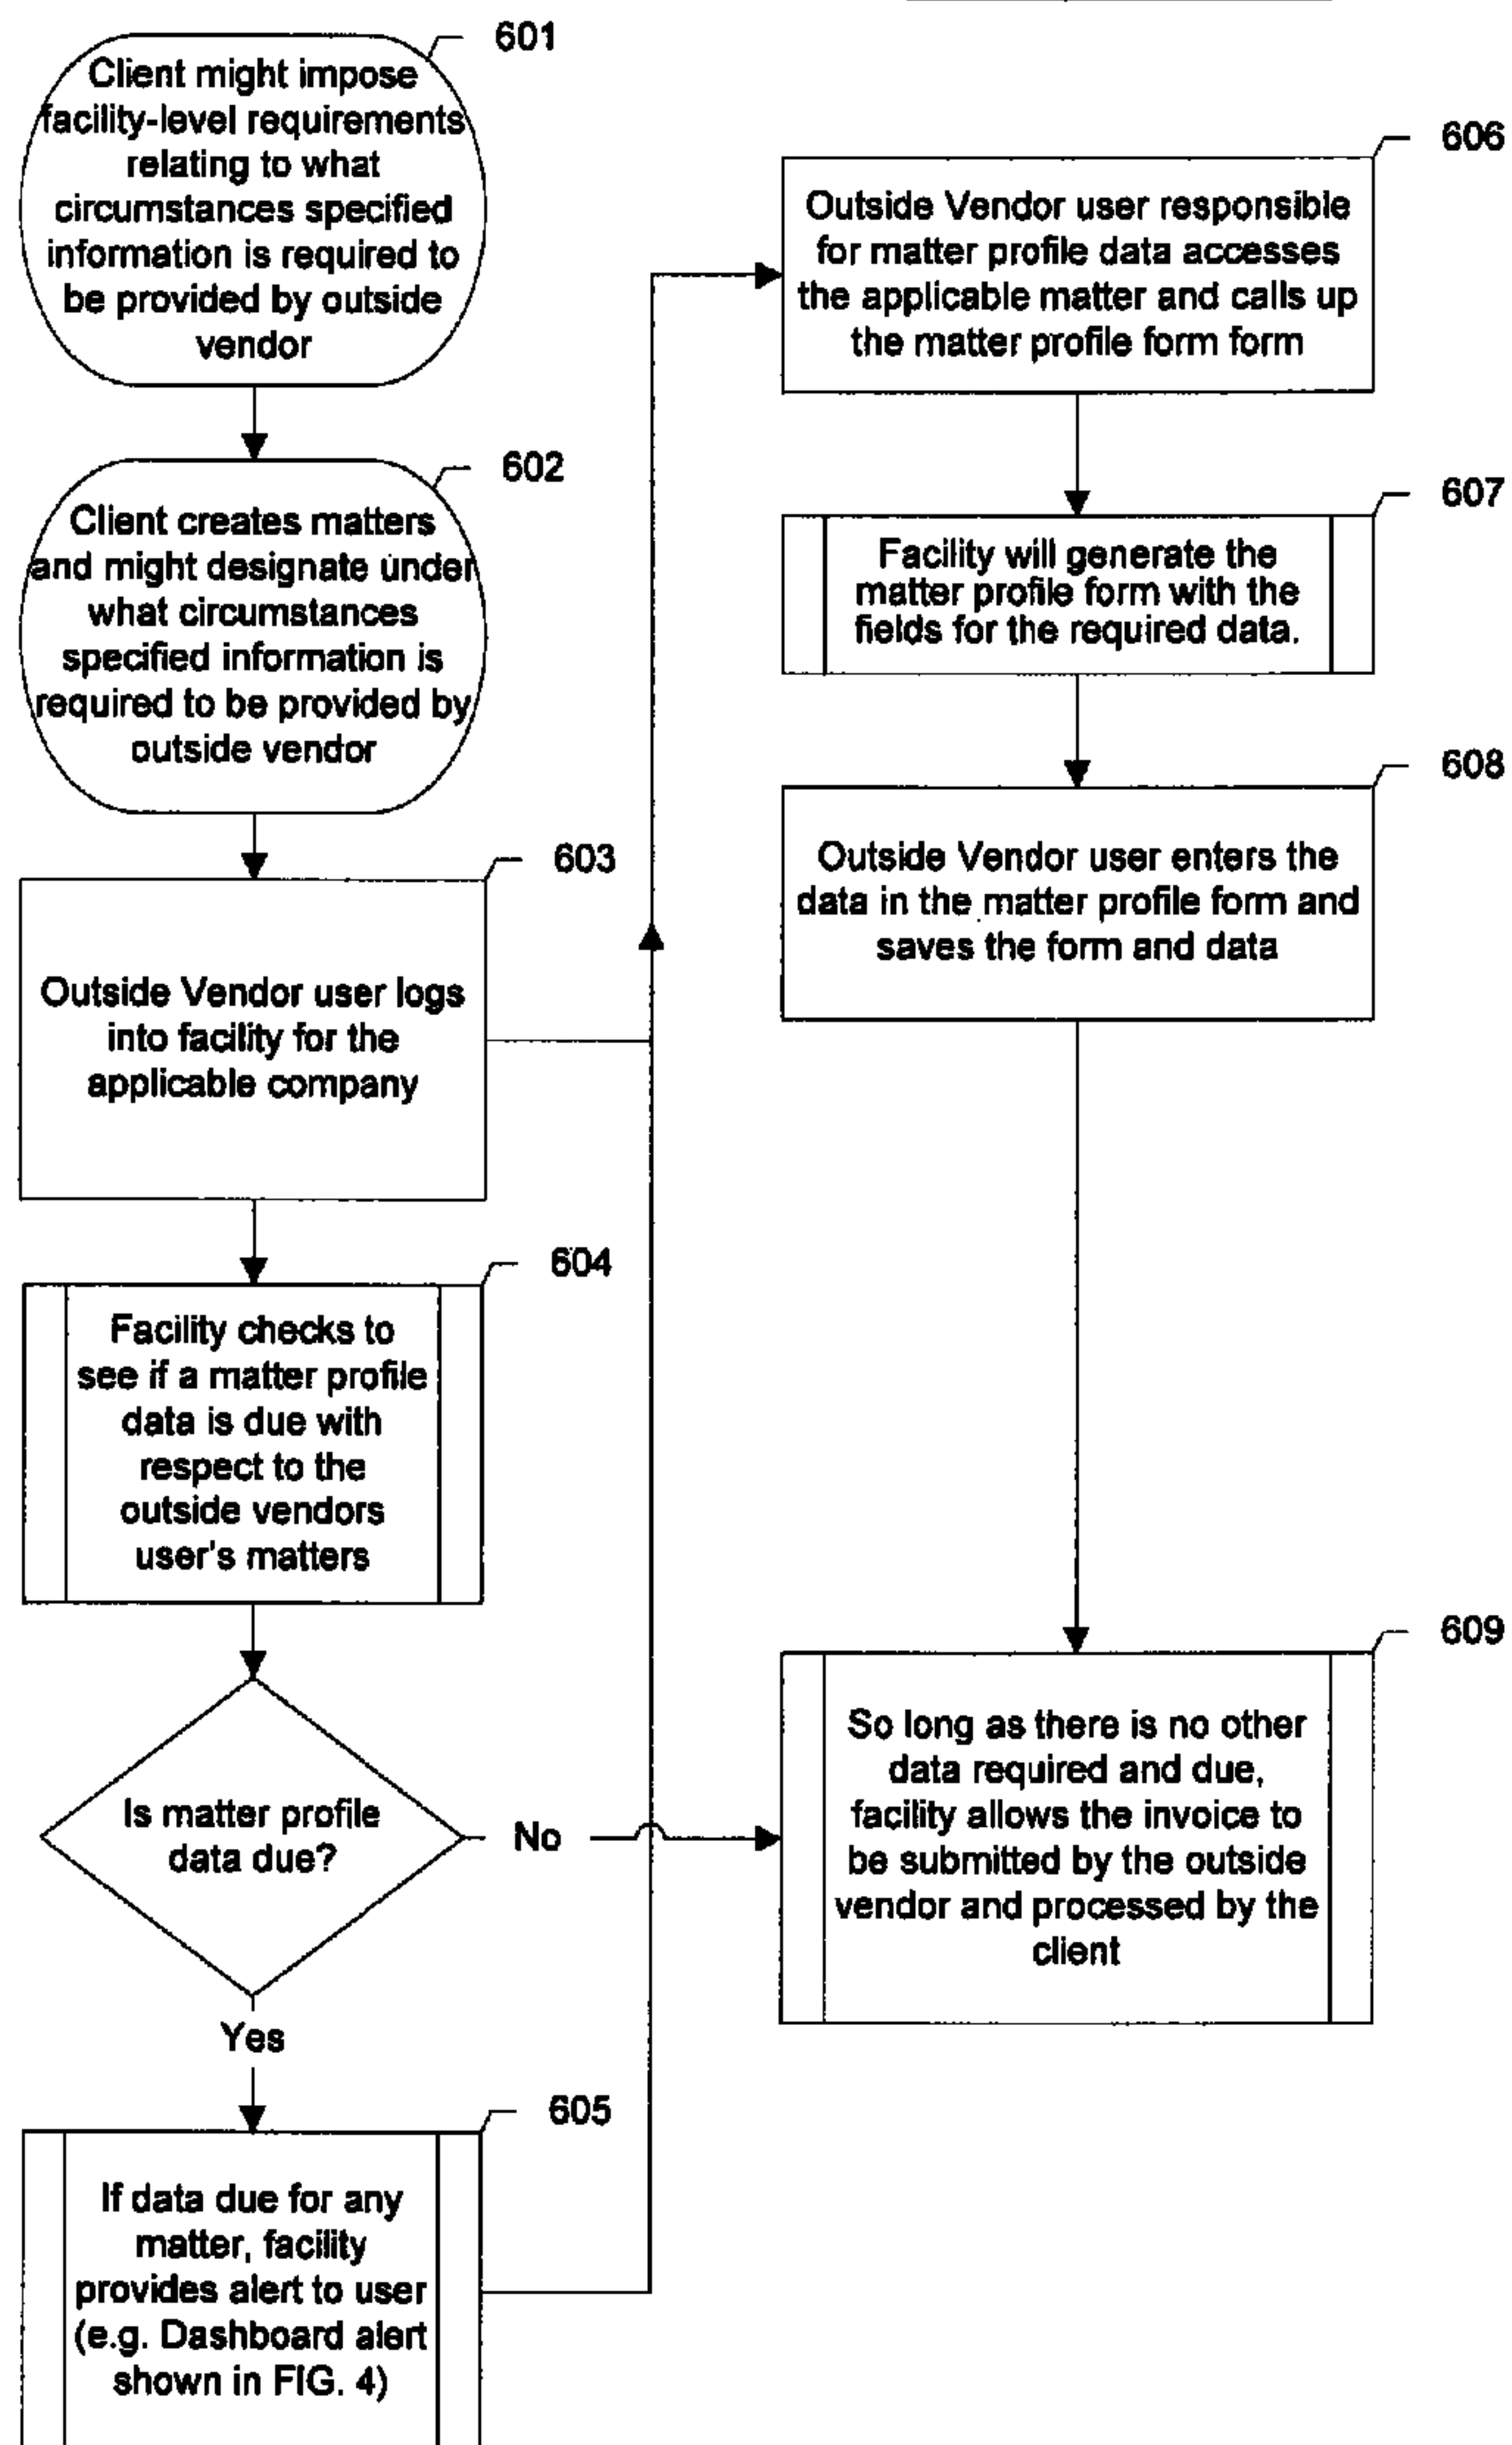 601
Client might impose
facility-level requirements
relating to what
circumstances specified
information is required to
be provided by outside
vendor
602
Client creates matters
and might designate under
what circumstances
specified information is
required to be provided by
outside vendor
603
Outside Vendor user logs
into facility for the
applicable company
604
Facility checks to
see if a matter profile
data is due with
respect to the
outside vendors
user's matters
Is matter profile
data due?
No
Yes
605
If data due for any
matter, facility
provides alert to user
(e.g. Dashboard alert
shown in FIG. 4)
606
Outside Vendor user responsible
for matter profile data accesses
the applicable matter and calls up
the matter profile form form
607
Facility will generate the
matter profile form with the
fields for the required data.
608
Outside Vendor user enters the
data in the matter profile form and
saves the form and data
609
So long as there is no other
data required and due,
facility allows the invoice to
be submitted by the outside
vendor and processed by the
client